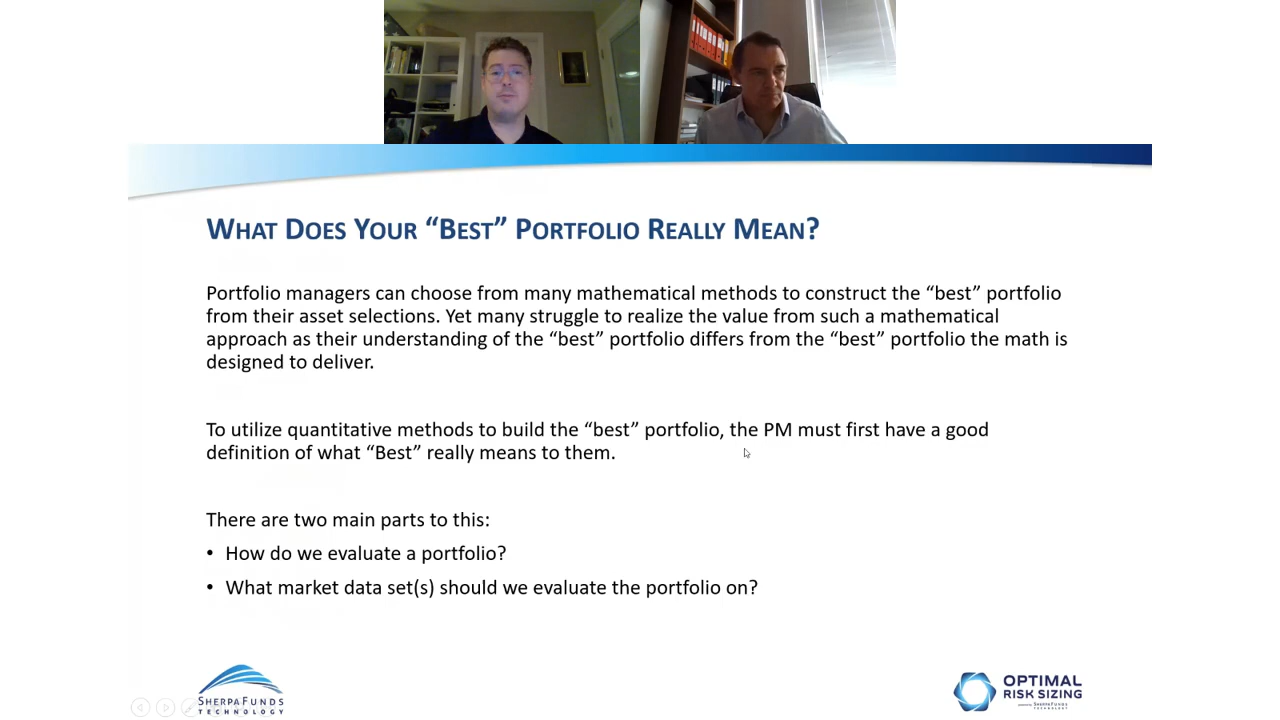 What Does Your “Best” Portfolio Really Mean?
Portfolio managers can choose from many mathematical methods to construct the “best” portfolio
from their asset selections. Yet many struggle to realize the value from such a mathematical
approach as their understanding of the “best” portfolio differs from the “best” portfolio the math is
designed to deliver.
To utilize quantitative methods to build the “best” portfolio, the PM must first have a good
definition of what “Best” really means to them.
There are two main parts to this:
• How do we evaluate a portfolio?
• What market data set(s) should we evaluate the portfolio on?
SHERPAFUNDS
TECHNOLOGY
OPTIMAL
RISK SIZING